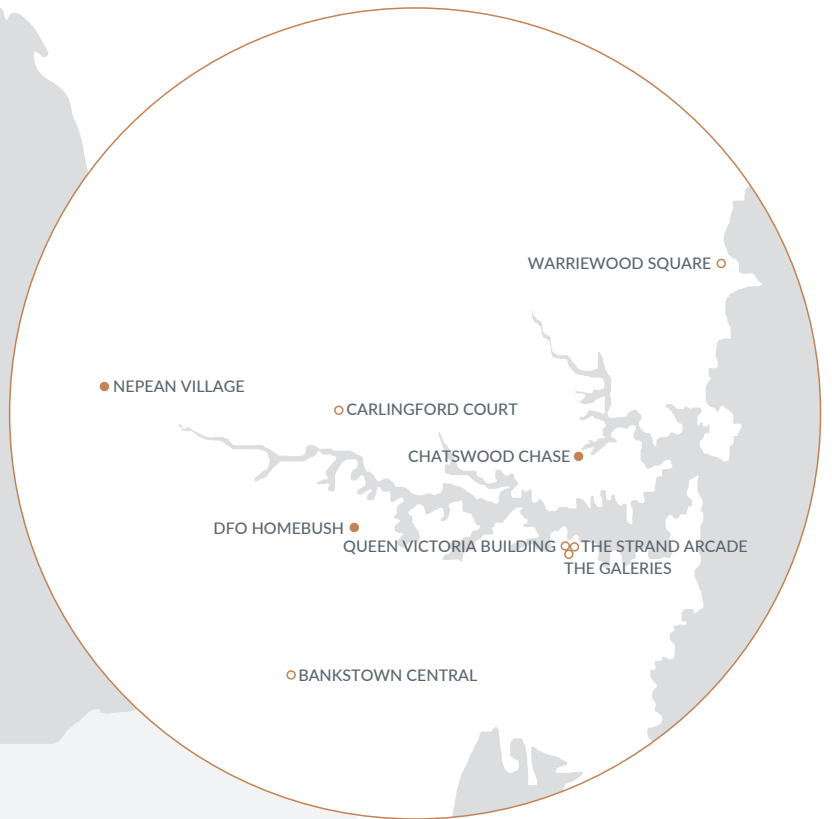 WARRIEWOOD SQUARE
NEPEAN VILLAGE
CARLINGFORD COURT
CHATSWOOD CHASE
DFO HOMEBUSH
QUEEN VICTORIA BUILDING
THE STRAND ARCADE
THE GALERIES
BANKSTOWN CENTRAL